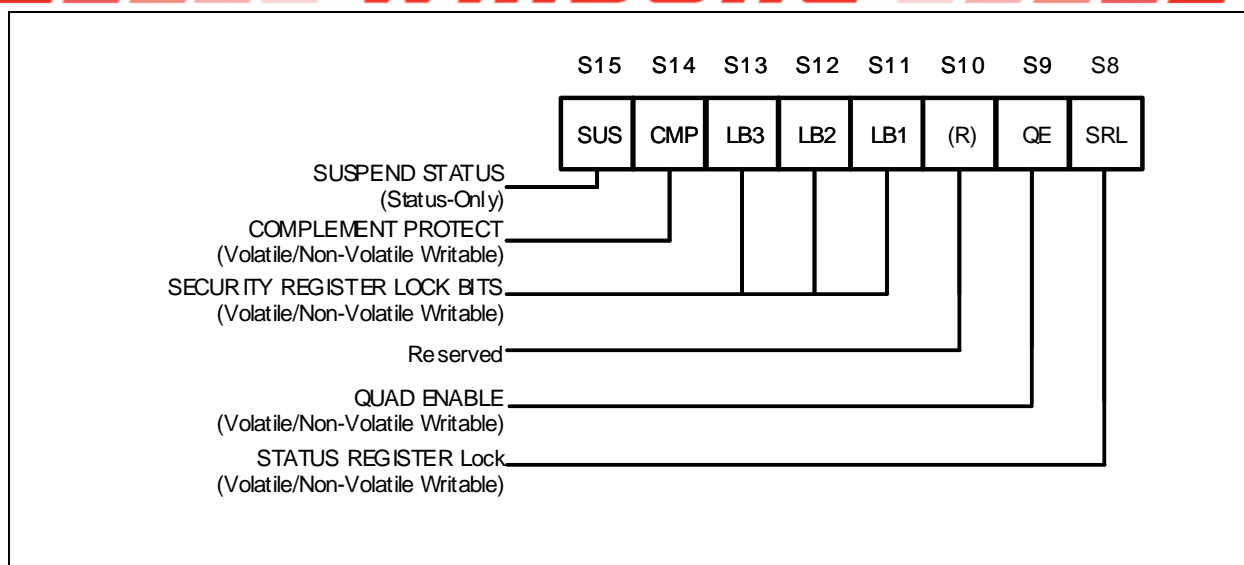 S15 S14 S13 S12 S11 S10 S9 S8
SUS CMP LB3 LB2 LB1 (R) QE SRL
SUSPEND STATUS
(Status-Only)
COMPLEMENT PROTECT
(Volatile/Non-Volatile Writable)
SECURITY REGISTER LOCK BITS
(Volatile/Non-Volatile Writable)
Reserved
QUAD ENABLE
(Volatile/Non-Volatile Writable)
STATUS REGISTER Lock
(Volatile/Non-Volatile Writable)